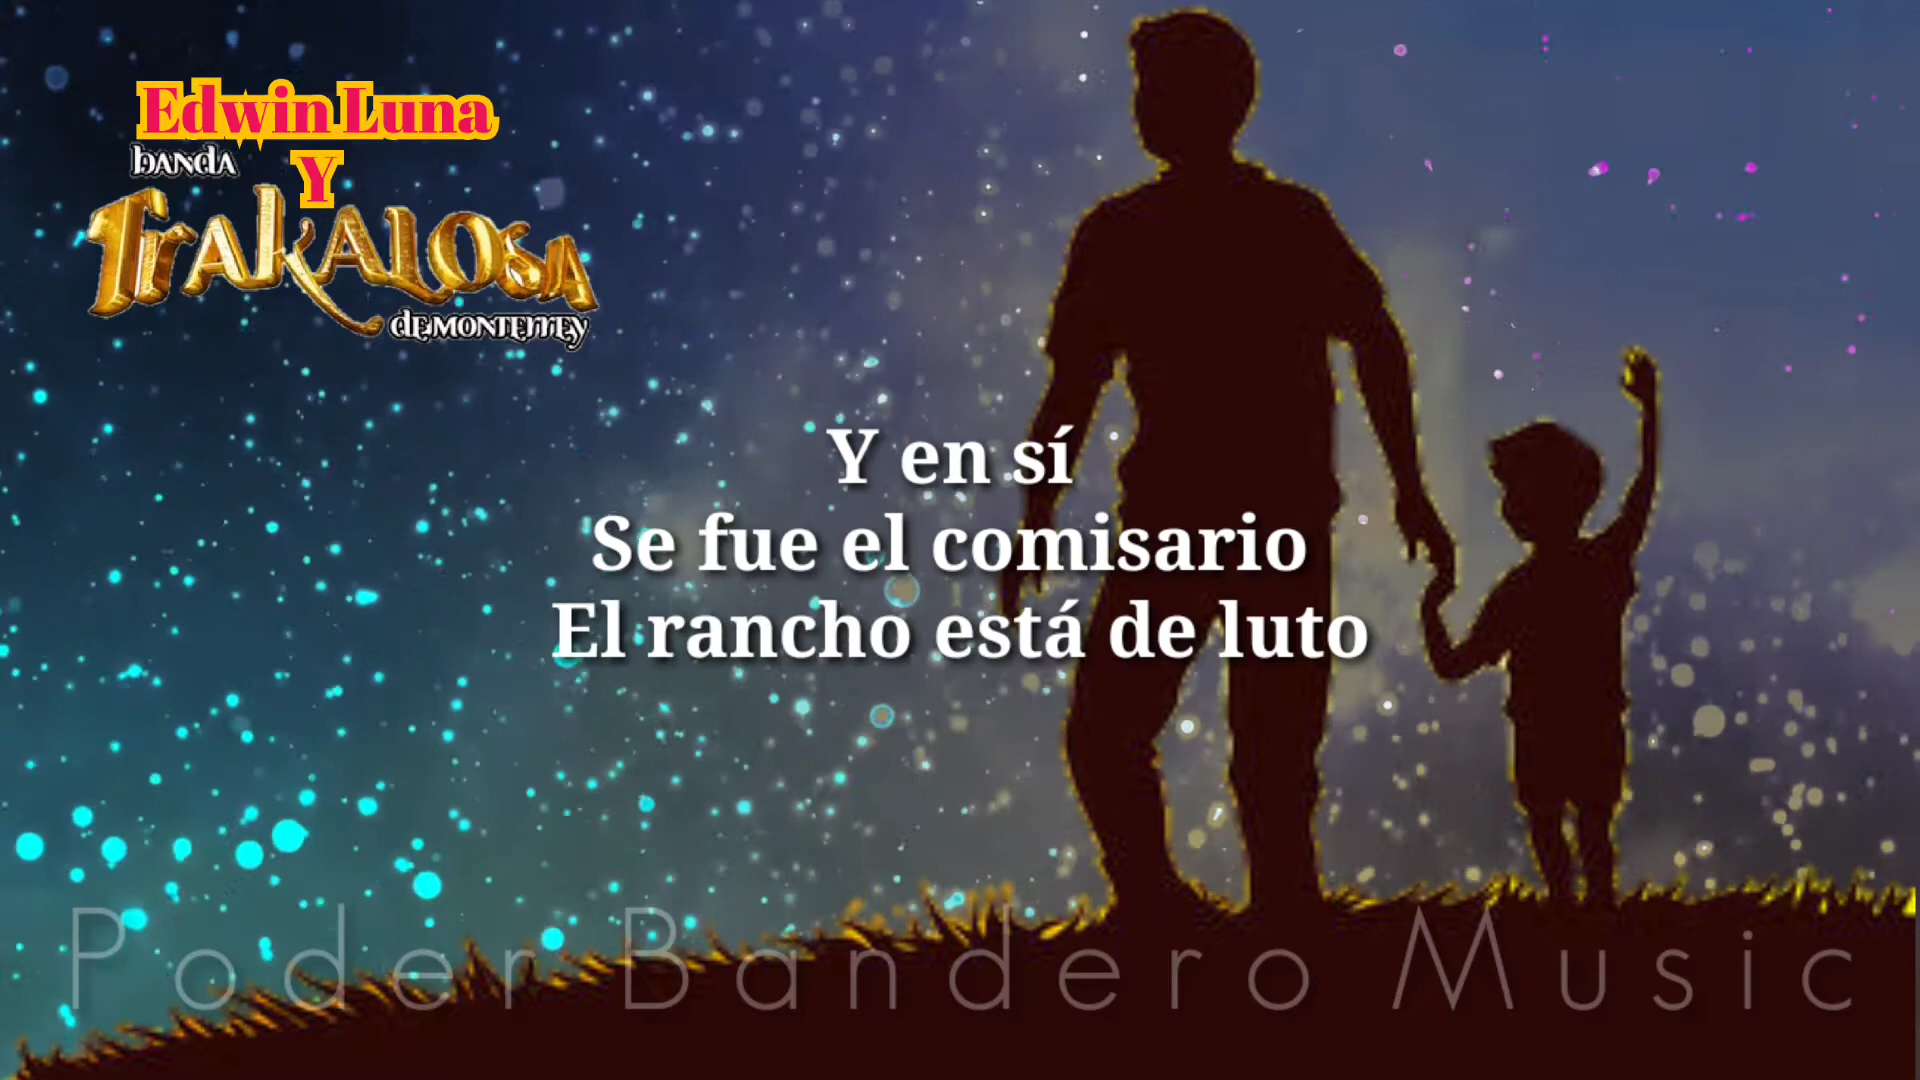 Edwin Luna
Y
BANdA
TrAkALOSA
dE MONTErrEy
Y en sí
Se fue el comisario
El rancho está de luto
Poder Bandero Music